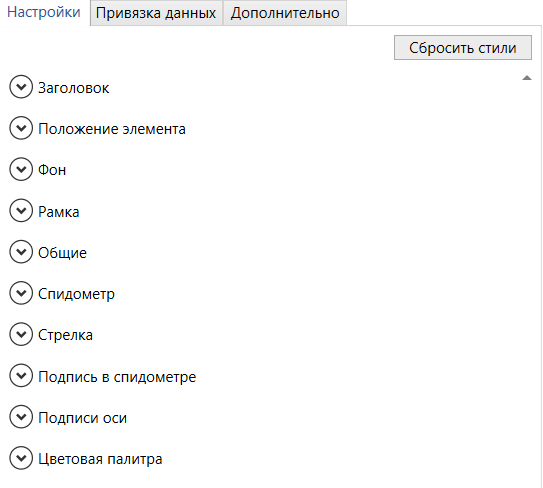 Настройки Привязка данных Дополнительно
Сбросить стили
Заголовок
Положение элемента
Фон
Рамка
Общие
Спидометр
Стрелка
Подпись в спидометре
Подписи оси
Цветовая палитра